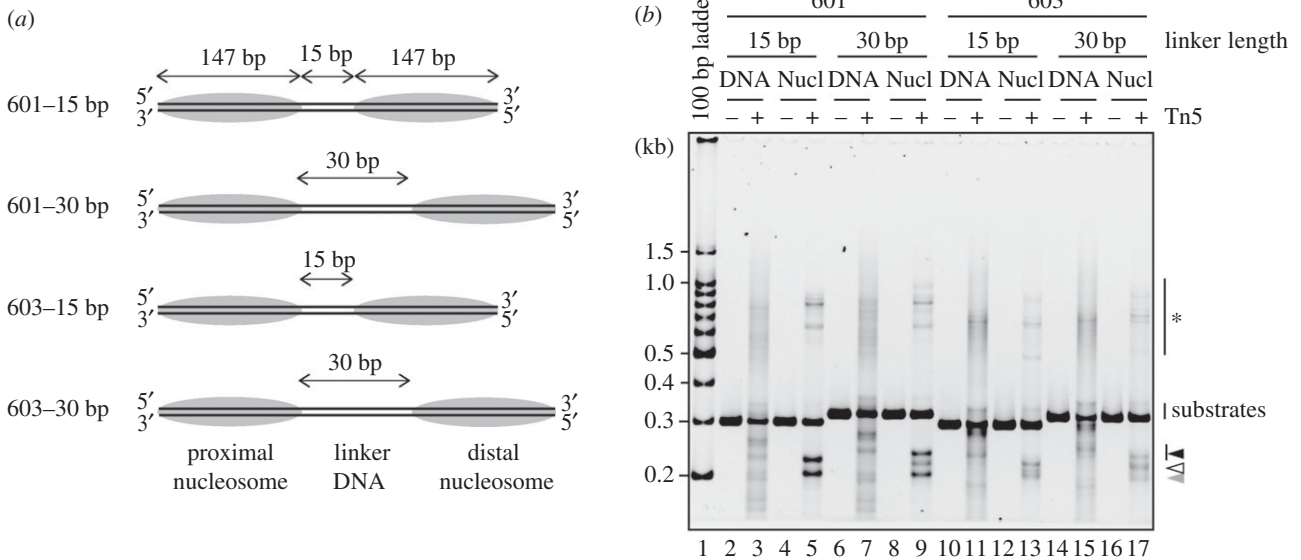 (a)
147 bp 15 bp 147 bp
601–15 bp 5′ 3′ 3′ 5′
30 bp
601–30 bp 5′ 3′ 3′ 5′
15 bp
603–15 bp 5′ 3′ 3′ 5′
30 bp
603–30 bp 5′ 3′ 3′ 5′
proximal nucleosome
linker DNA
distal nucleosome
(b)
601 603
15 bp 30 bp 15 bp 30 bp linker length
DNA Nucl DNA Nucl DNA Nucl DNA Nucl
100 bp ladder – + – + – + – + – + – + – + – + Tn5
(kb)
1.5
1.0
*
0.5
0.4
0.3 substrates
0.2
1 2 3 4 5 6 7 8 9 10 11 12 13 14 15 16 17